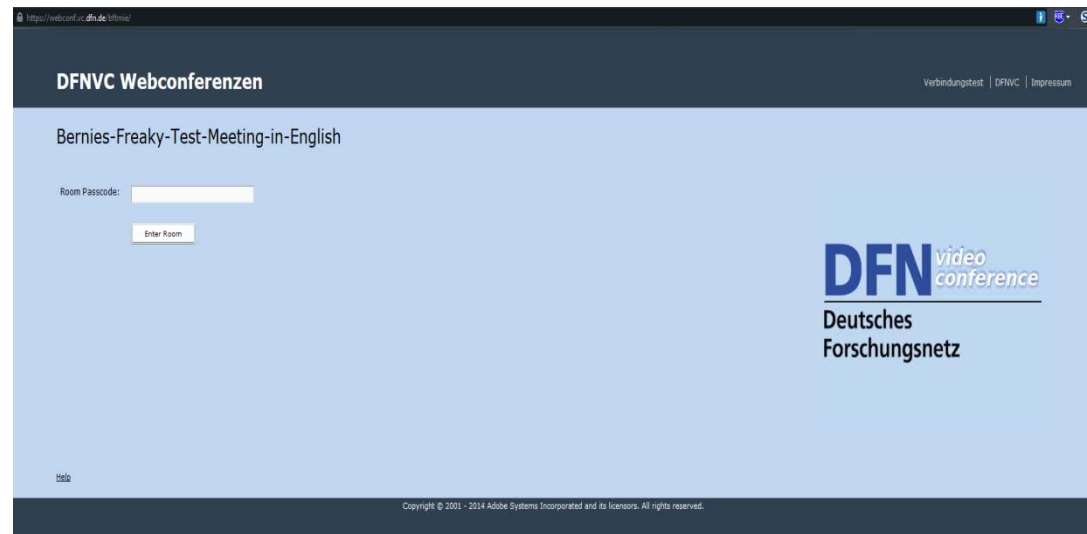 https://webconf.vc.dfn.de/bftmie/
DFNVC Webconferenzen
Verbindungstest | DFNVC | Impressum
Bernies-Freaky-Test-Meeting-in-English
Room Passcode:
Enter Room
DFN video
conference
Deutsches
Forschungsnetz
Help
Copyright © 2001 - 2014 Adobe Systems Incorporated and its licensors. All rights reserved.